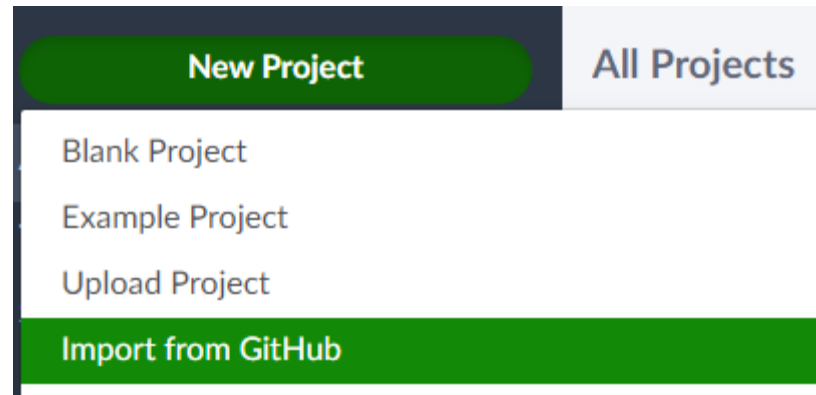 New Project
All Projects
Blank Project
Example Project
Upload Project
Import from GitHub